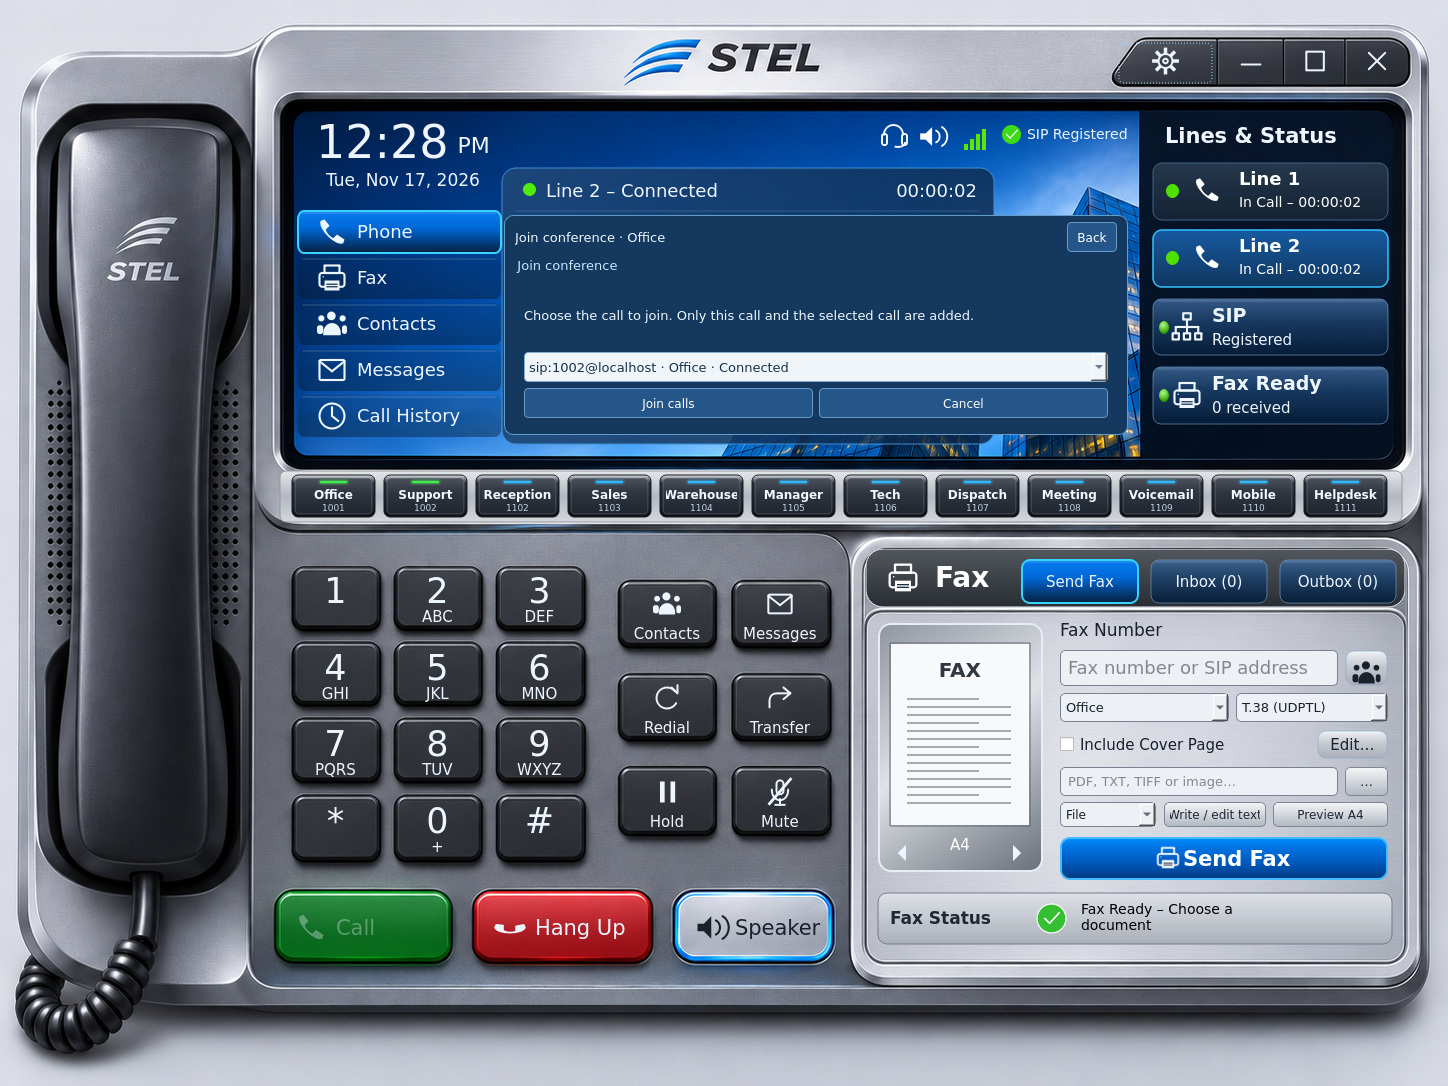 STEL
12:28 PM
Tue, Nov 17, 2026
SIP Registered
Lines & Status
Line 2 – Connected
00:00:02
Line 1
In Call – 00:00:02
Line 2
In Call – 00:00:02
SIP
Registered
Fax Ready
0 received
Phone
Fax
Contacts
Messages
Call History
Join conference · Office
Back
Join conference
Choose the call to join. Only this call and the selected call are added.
sip:1002@localhost · Office · Connected
Join calls
Cancel
STEL
Office
1001
Support
1002
Reception
1102
Sales
1103
Warehouse
1104
Manager
1105
Tech
1106
Dispatch
1107
Meeting
1108
Voicemail
1109
Mobile
1110
Helpdesk
1111
1
2
ABC
3
DEF
4
GHI
5
JKL
6
MNO
7
PQRS
8
TUV
9
WXYZ
*
0
+
#
Contacts
Messages
Redial
Transfer
Hold
Mute
Call
Hang Up
Speaker
Fax
Send Fax
Inbox (0)
Outbox (0)
FAX
A4
Fax Number
Fax number or SIP address
Office
T.38 (UDPTL)
Include Cover Page
Edit...
PDF, TXT, TIFF or image...
...
File
Write / edit text
Preview A4
Send Fax
Fax Status
Fax Ready – Choose a
document